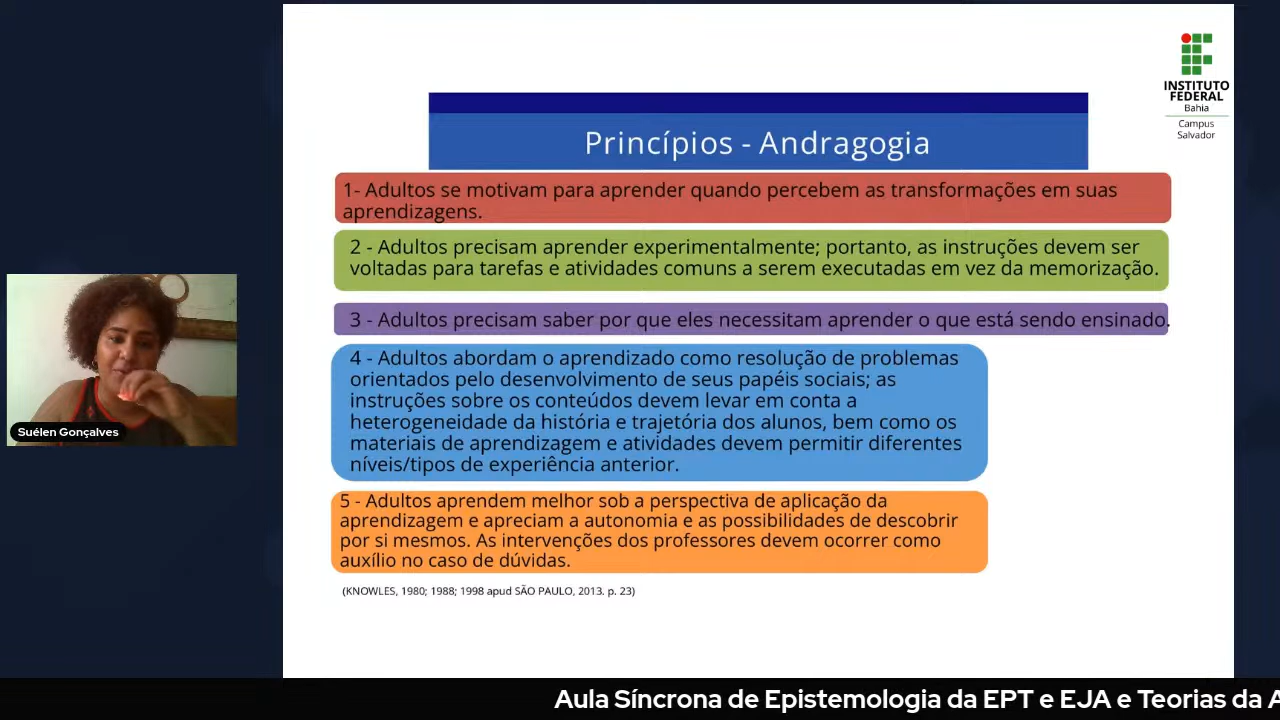 INSTITUTO
FEDERAL
Bahia
Campus
Salvador
Princípios - Andragogia
1- Adultos se motivam para aprender quando percebem as transformações em suas
aprendizagens.
2 - Adultos precisam aprender experimentalmente; portanto, as instruções devem ser
voltadas para tarefas e atividades comuns a serem executadas em vez da memorização.
3 - Adultos precisam saber por que eles necessitam aprender o que está sendo ensinado.
4 - Adultos abordam o aprendizado como resolução de problemas
orientados pelo desenvolvimento de seus papéis sociais; as
instruções sobre os conteúdos devem levar em conta a
heterogeneidade da história e trajetória dos alunos, bem como os
materiais de aprendizagem e atividades devem permitir diferentes
níveis/tipos de experiência anterior.
5 - Adultos aprendem melhor sob a perspectiva de aplicação da
aprendizagem e apreciam a autonomia e as possibilidades de descobrir
por si mesmos. As intervenções dos professores devem ocorrer como
auxílio no caso de dúvidas.
(KNOWLES, 1980; 1988; 1998 apud SÃO PAULO, 2013. p. 23)
Suélen Gonçalves
Aula Síncrona de Epistemologia da EPT e EJA e Teorias da A